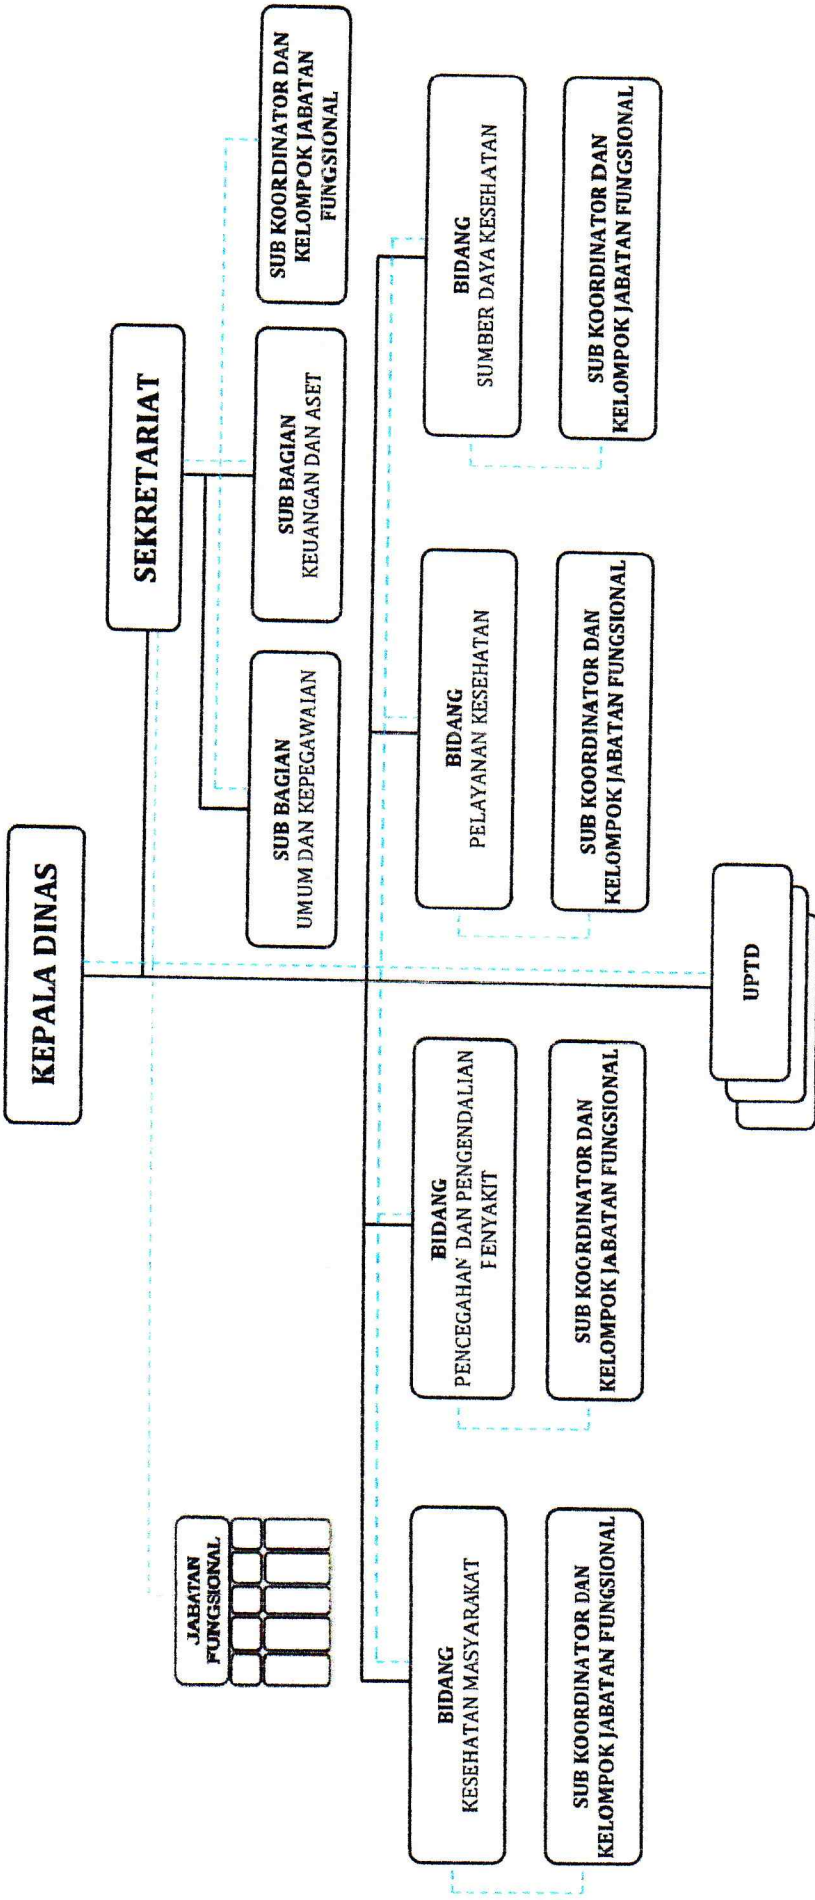 KEPALA DINAS
SEKRETARIAT
JABATAN
FUNGSIONAL
SUB BAGIAN
UMUM DAN KEPEGAWAIAN
SUB BAGIAN
KEUANGAN DAN ASET
SUB KOORDINATOR DAN
KELOMPOK JABATAN
FUNGSIONAL
BIDANG
KESEHATAN MASYARAKAT
BIDANG
PENCEGAHAN DAN PENGENDALIAN
PENYAKIT
BIDANG
PELAYANAN KESEHATAN
BIDANG
SUMBER DAYA KESEHATAN
SUB KOORDINATOR DAN
KELOMPOK JABATAN FUNGSIONAL
SUB KOORDINATOR DAN
KELOMPOK JABATAN FUNGSIONAL
SUB KOORDINATOR DAN
KELOMPOK JABATAN FUNGSIONAL
SUB KOORDINATOR DAN
KELOMPOK JABATAN FUNGSIONAL
UPTD